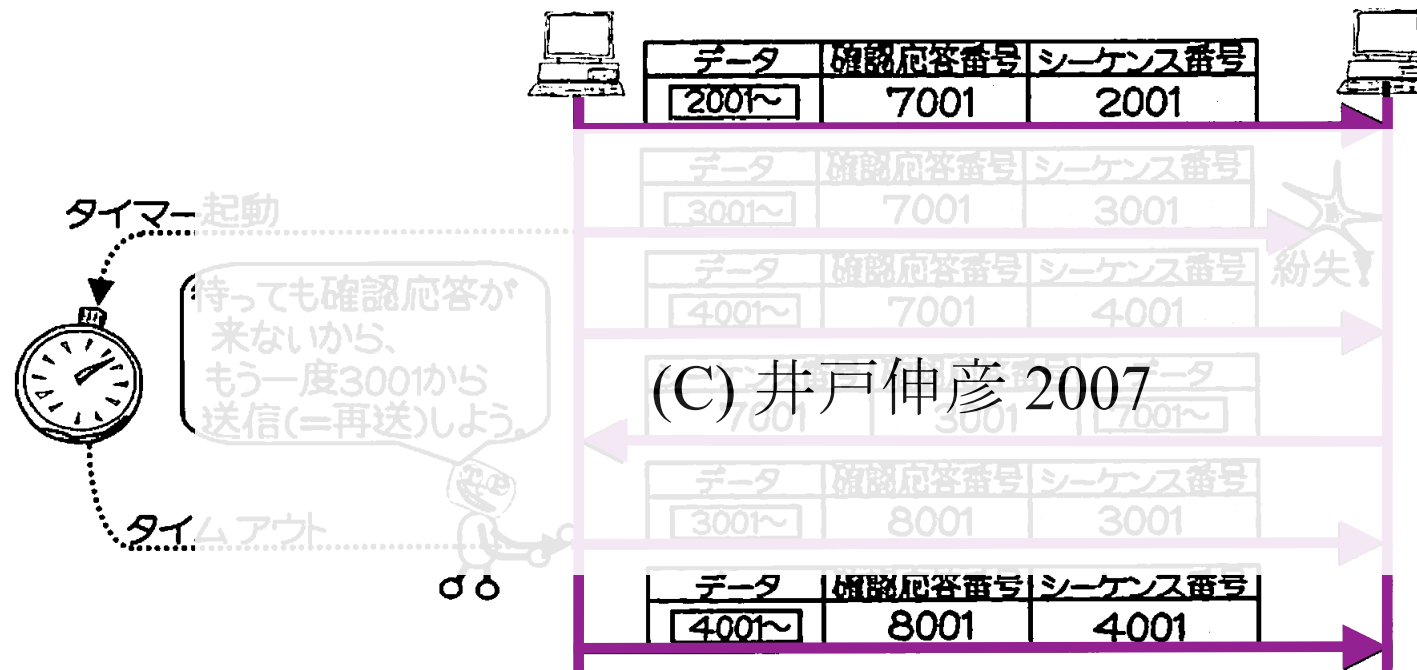 データ 確認応答番号 シーケンス番号
2001～ 7001 2001
データ 確認応答番号 シーケンス番号
タイマー起動
3001～ 7001 3001
紛失!
データ 確認応答番号 シーケンス番号
4001～ 7001 4001
待っても確認応答が
来ないから、
もう一度3001から
送信(=再送)しよう。
(C) 井戸伸彦 2007
データ
7001 3001 7001～
データ 確認応答番号 シーケンス番号
3001～ 8001 3001
タイムアウト
データ 確認応答番号 シーケンス番号
4001～ 8001 4001